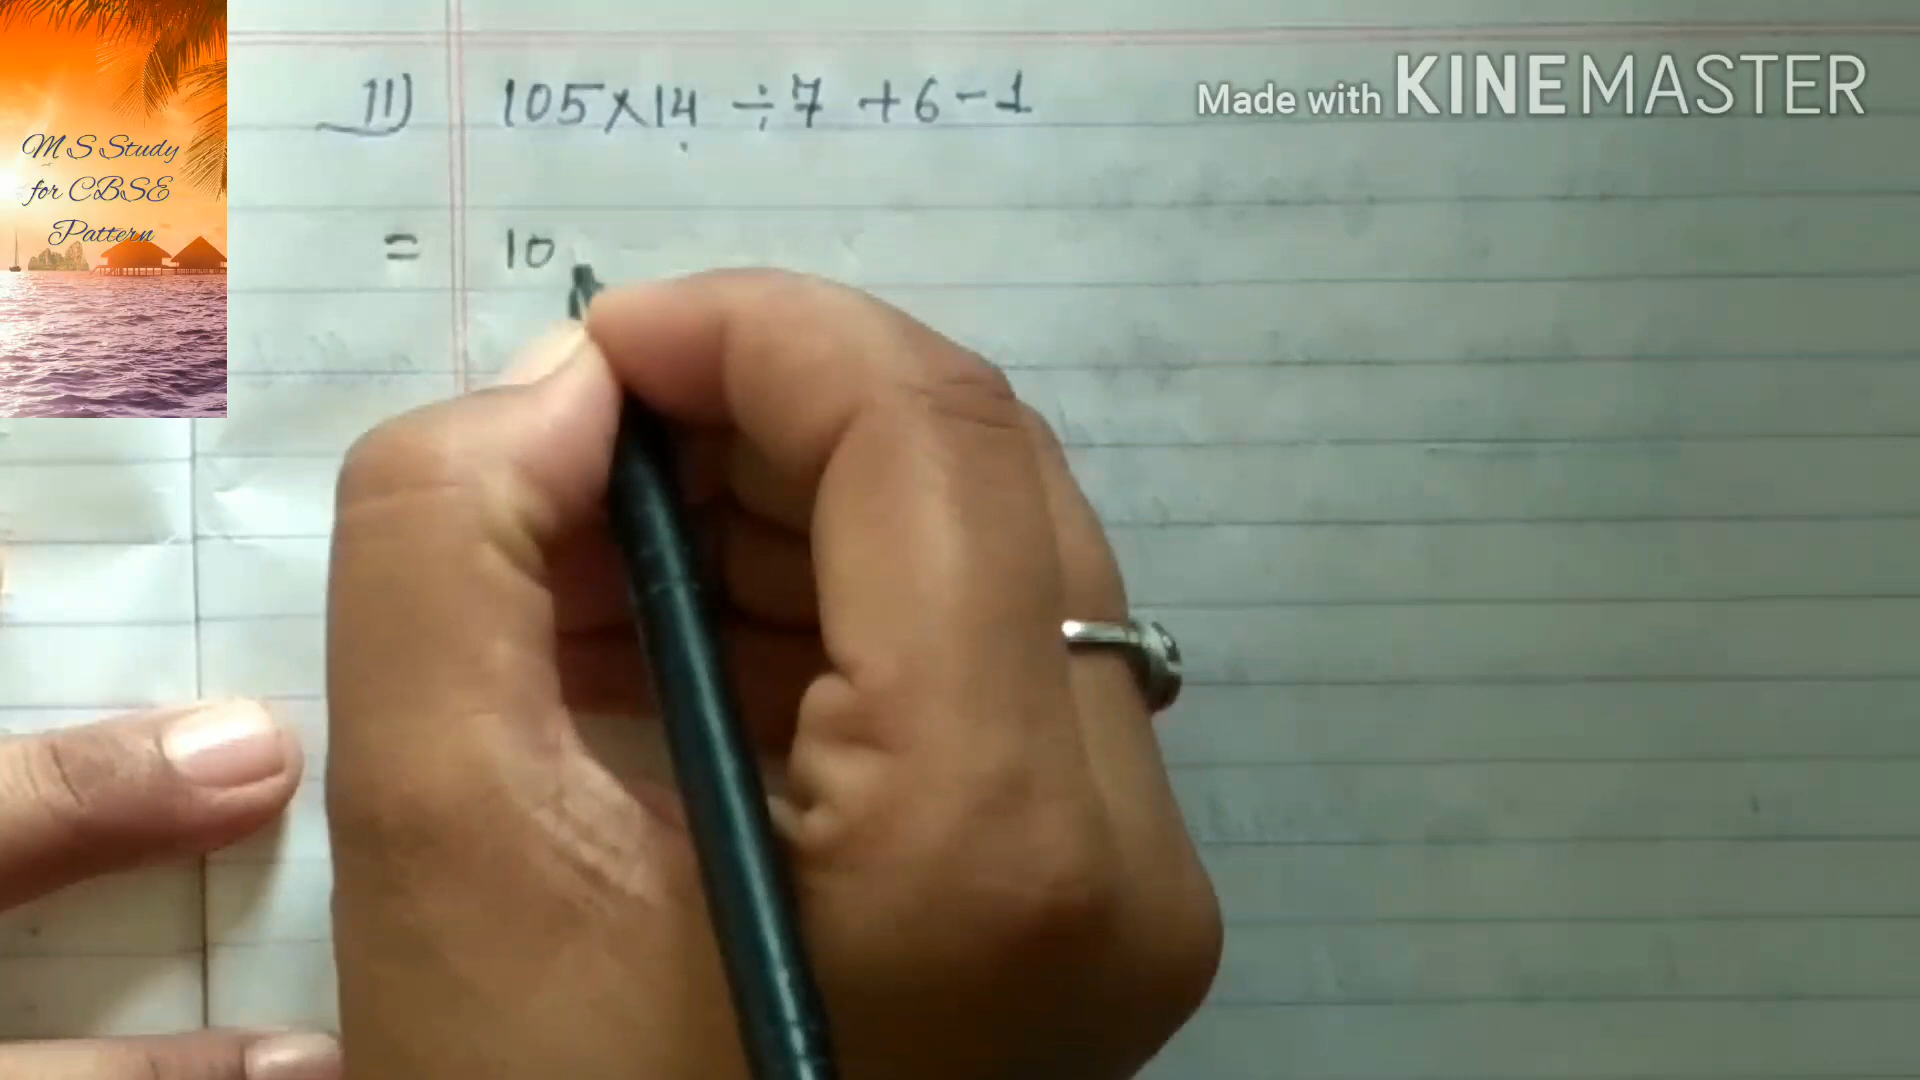 M S Study
for CBSE
Pattern
Made with KINEMASTER
11) 105×14 ÷7 +6-1
= 10